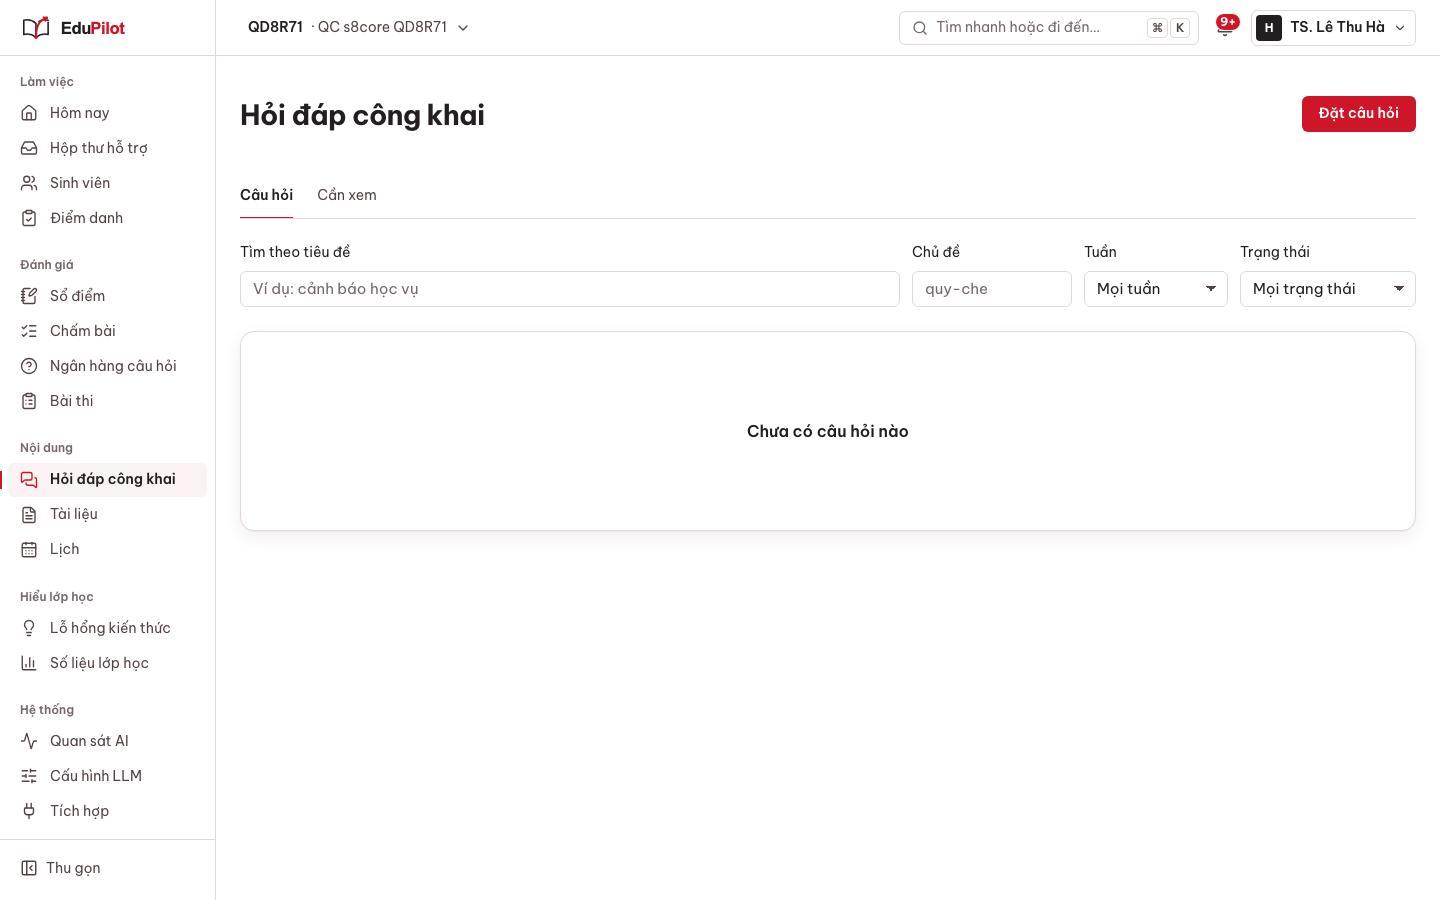 EduPilot
QD8R71 · QC s8core QD8R71
Tìm nhanh hoặc đi đến... ⌘ K
9+
H TS. Lê Thu Hà
Làm việc
Hôm nay
Hộp thư hỗ trợ
Sinh viên
Điểm danh
Đánh giá
Sổ điểm
Chấm bài
Ngân hàng câu hỏi
Bài thi
Nội dung
Hỏi đáp công khai
Tài liệu
Lịch
Hiểu lớp học
Lỗ hổng kiến thức
Số liệu lớp học
Hệ thống
Quan sát AI
Cấu hình LLM
Tích hợp
Thu gọn
Hỏi đáp công khai
Đặt câu hỏi
Câu hỏi Cần xem
Tìm theo tiêu đề Chủ đề Tuần Trạng thái
Ví dụ: cảnh báo học vụ quy-che Mọi tuần Mọi trạng thái
Chưa có câu hỏi nào